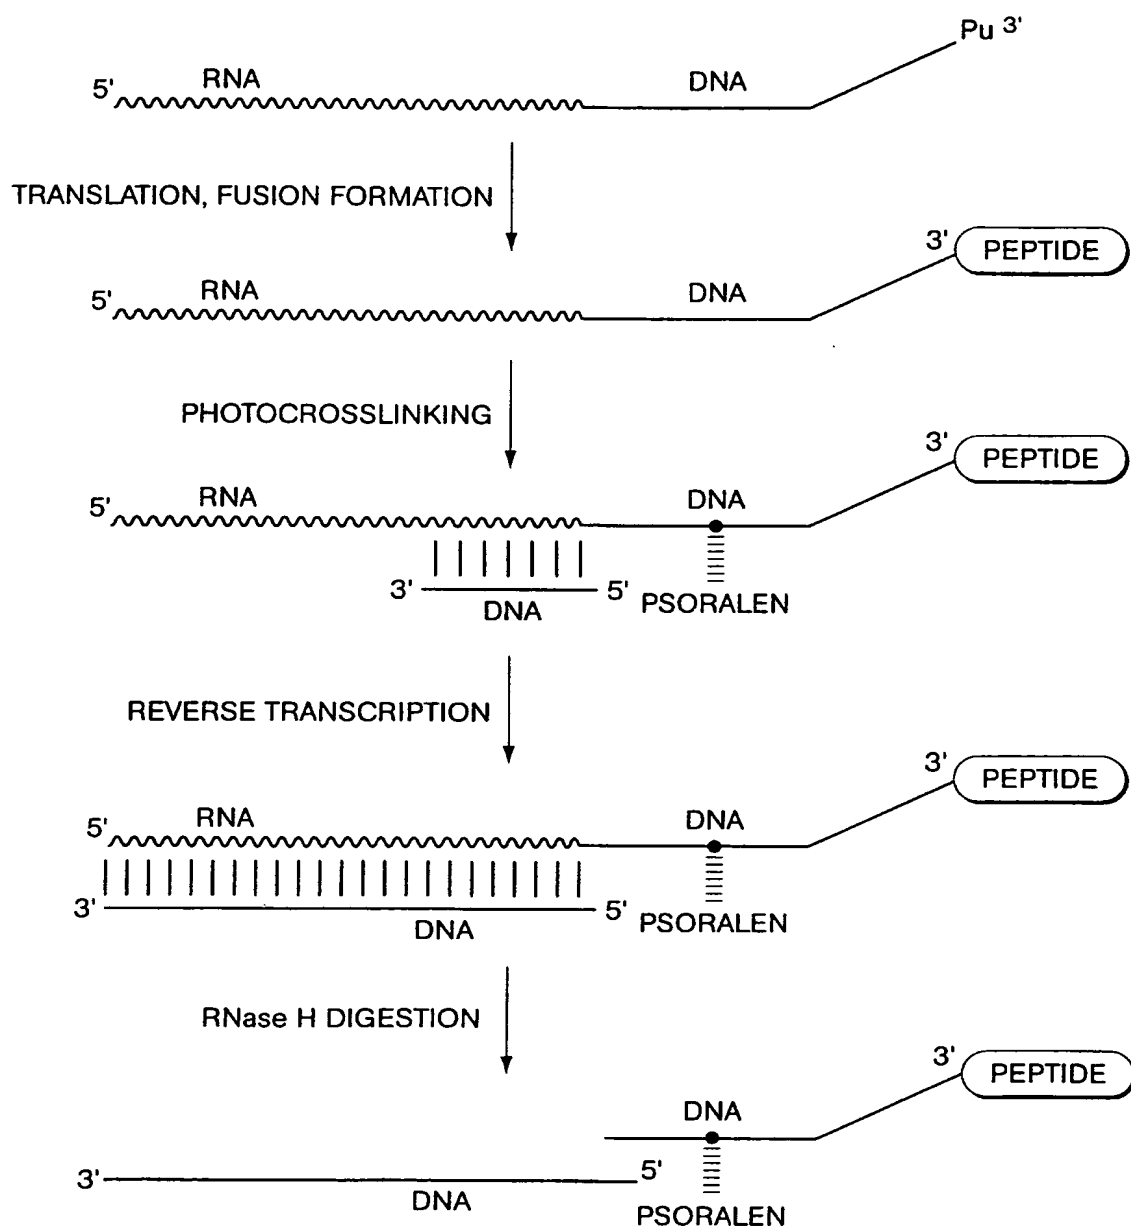 Pu 3'
5' RNA DNA
TRANSLATION, FUSION FORMATION
3' PEPTIDE
5' RNA DNA
PHOTOCROSSLINKING
3' PEPTIDE
5' RNA DNA
3' DNA 5' PSORALEN
REVERSE TRANSCRIPTION
3' PEPTIDE
5' RNA DNA
3' DNA 5' PSORALEN
RNase H DIGESTION
3' PEPTIDE
DNA
3' DNA 5'
PSORALEN